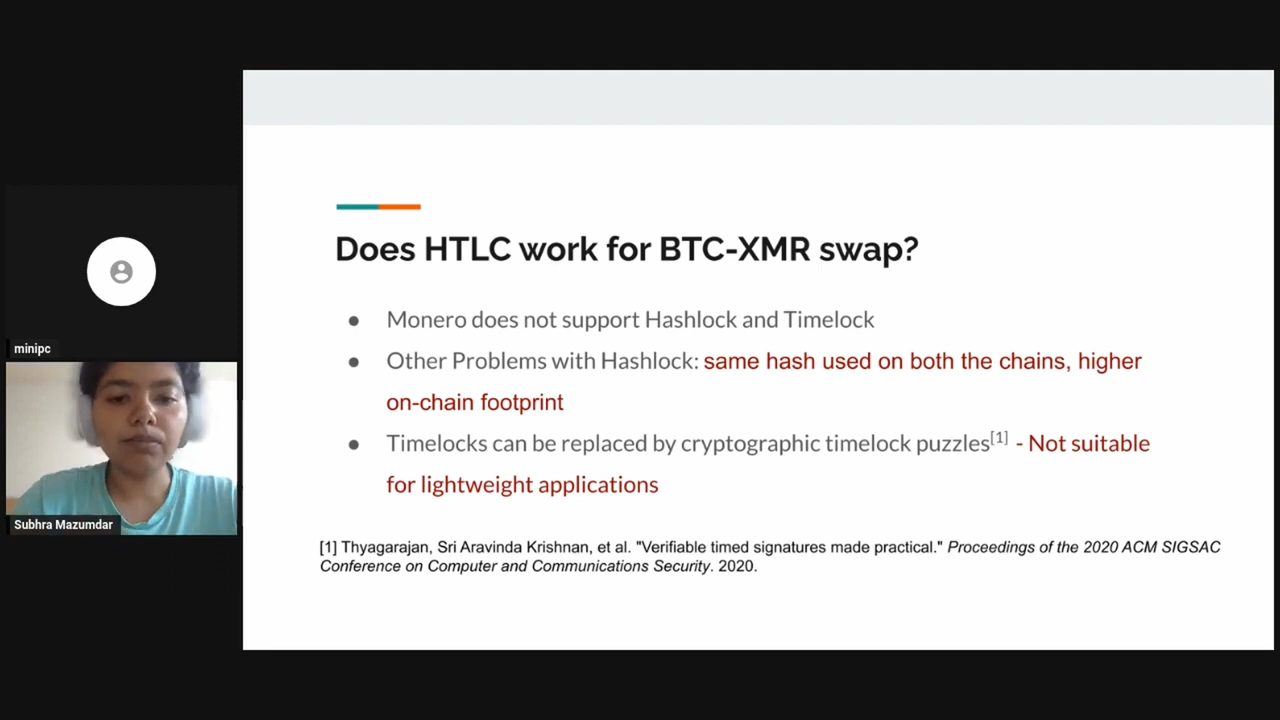 Does HTLC work for BTC-XMR swap?
● Monero does not support Hashlock and Timelock
● Other Problems with Hashlock: same hash used on both the chains, higher
on-chain footprint
● Timelocks can be replaced by cryptographic timelock puzzles[1] - Not suitable
for lightweight applications
[1] Thyagarajan, Sri Aravinda Krishnan, et al. "Verifiable timed signatures made practical." Proceedings of the 2020 ACM SIGSAC
Conference on Computer and Communications Security. 2020.
minipc
Subhra Mazumdar